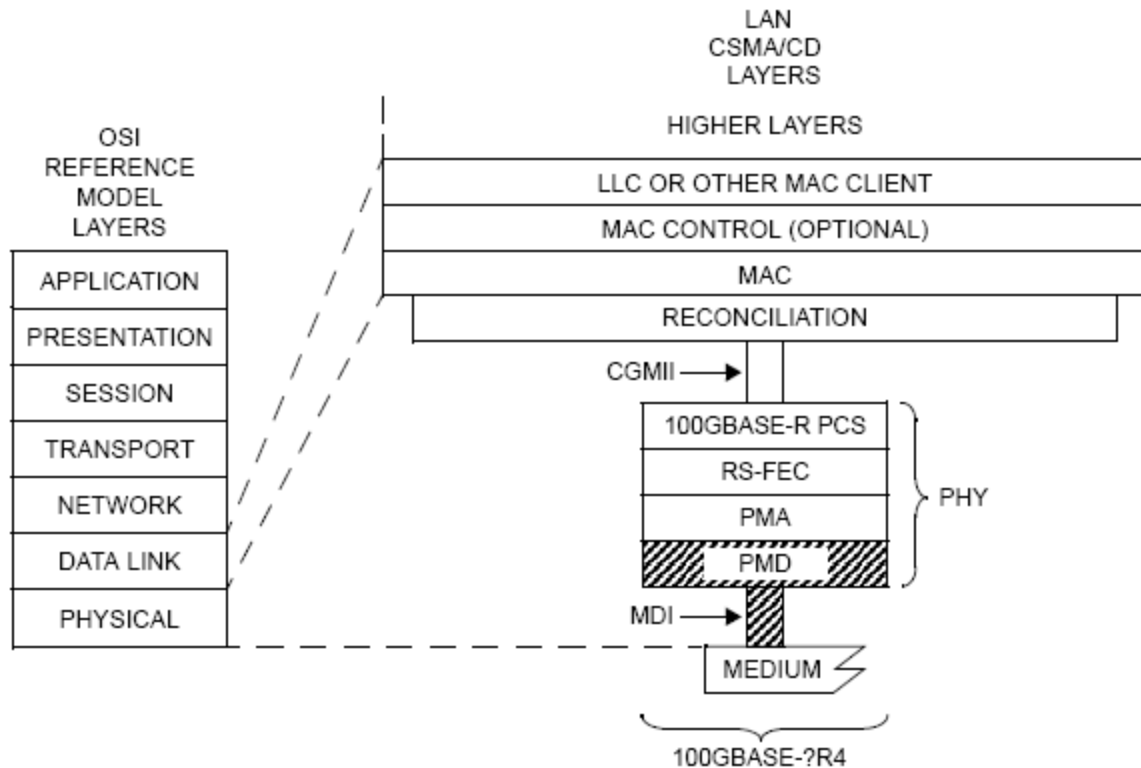 LAN
CSMA/CD
LAYERS
HIGHER LAYERS
OSI
REFERENCE
MODEL
LAYERS
APPLICATION
PRESENTATION
SESSION
TRANSPORT
NETWORK
DATA LINK
PHYSICAL
LLC OR OTHER MAC CLIENT
MAC CONTROL (OPTIONAL)
MAC
RECONCILIATION
CGMII
100GBASE-R PCS
RS-FEC
PMA
PMD
PHY
MDI
MEDIUM
100GBASE-?R4